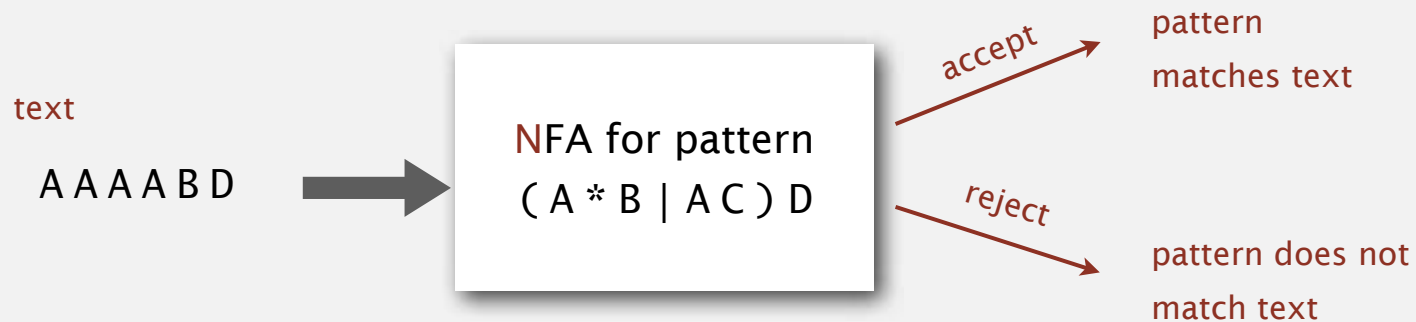 text
A A A A B D
NFA for pattern
( A * B | A C ) D
accept
pattern
matches text
reject
pattern does not
match text